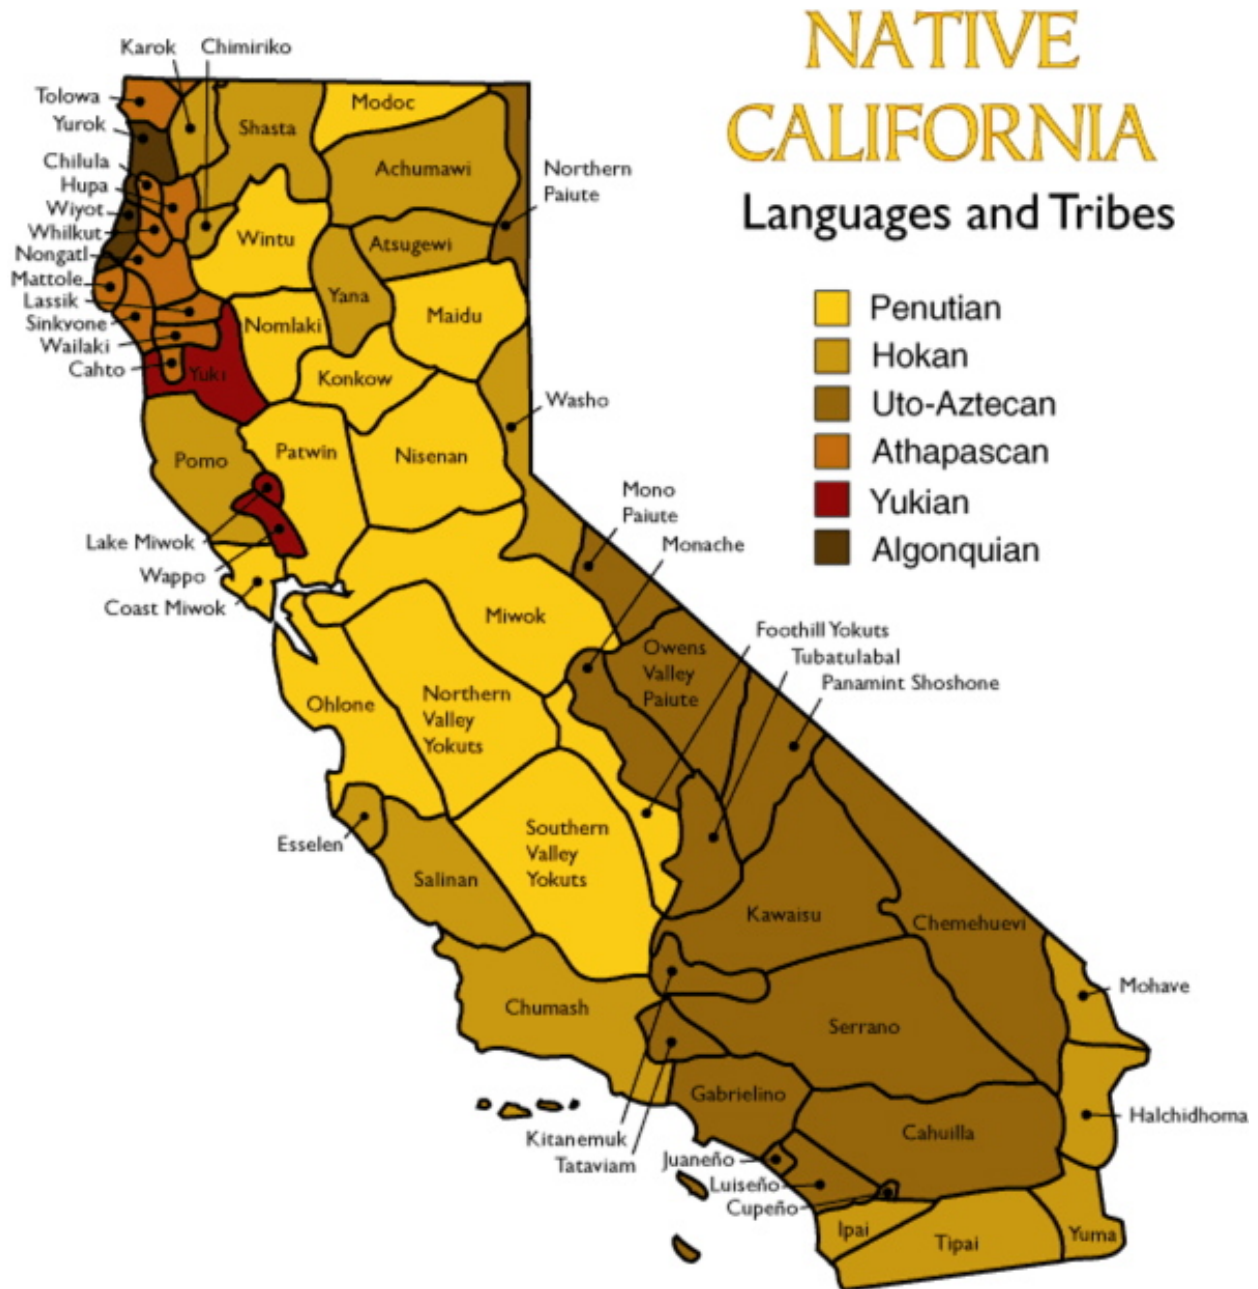 NATIVE
CALIFORNIA
Languages and Tribes
Penutian
Hokan
Uto-Aztecan
Athapascan
Yukian
Algonquian
Karok
Chimiriko
Tolowa
Yurok
Chilula
Hupa
Wiyot
Whilkut
Nongatl
Mattole
Lassik
Sinkyone
Wailaki
Cahto
Modoc
Shasta
Achumawi
Northern
Paiute
Wintu
Atsugewi
Yana
Nomlaki
Maidu
Yuki
Konkow
Washo
Pomo
Patwin
Nisenan
Mono
Paiute
Monache
Lake Miwok
Wappo
Coast Miwok
Miwok
Foothill Yokuts
Tubatulabal
Panamint Shoshone
Owens
Valley
Paiute
Ohlone
Northern
Valley
Yokuts
Esselen
Southern
Valley
Yokuts
Salinan
Kawaisu
Chemehuevi
Chumash
Mohave
Serrano
Gabrielino
Halchidhoma
Kitanemuk
Tataviam
Cahuilla
Juaneño
Luiseño
Cupeño
Ipai
Tipai
Yuma